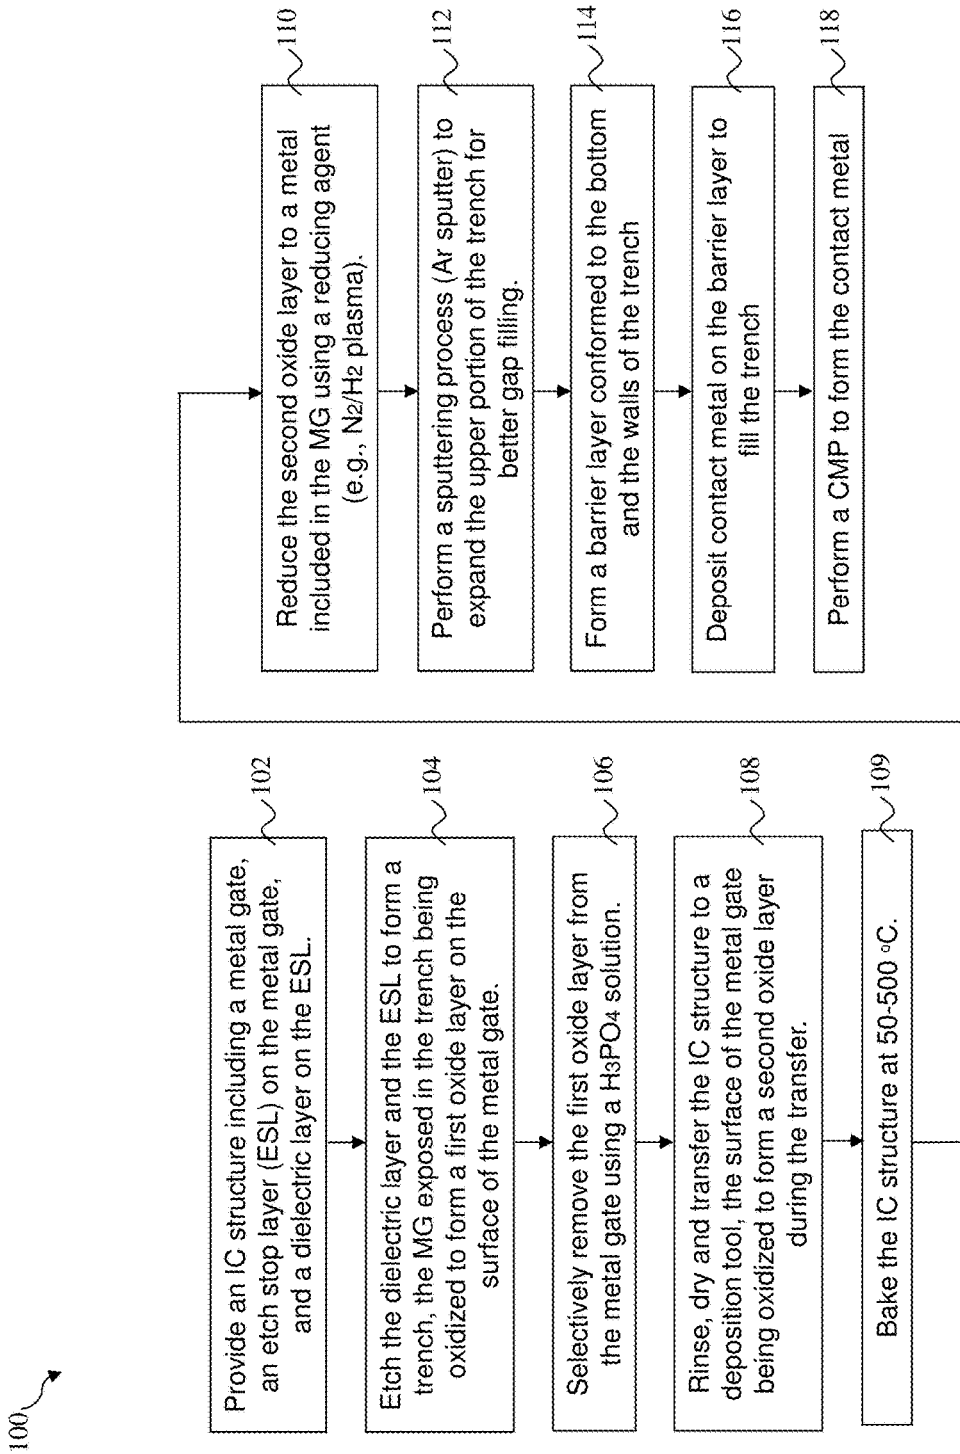 100
Provide an IC structure including a metal gate,
an etch stop layer (ESL) on the metal gate,
and a dielectric layer on the ESL.
102
Etch the dielectric layer and the ESL to form a
trench, the MG exposed in the trench being
oxidized to form a first oxide layer on the
surface of the metal gate.
104
Selectively remove the first oxide layer from
the metal gate using a H3PO4 solution.
106
Rinse, dry and transfer the IC structure to a
deposition tool, the surface of the metal gate
being oxidized to form a second oxide layer
during the transfer.
108
Bake the IC structure at 50-500 ºC.
109
Reduce the second oxide layer to a metal
included in the MG using a reducing agent
(e.g., N2/H2 plasma).
110
Perform a sputtering process (Ar sputter) to
expand the upper portion of the trench for
better gap filling.
112
Form a barrier layer conformed to the bottom
and the walls of the trench
114
Deposit contact metal on the barrier layer to
fill the trench
116
Perform a CMP to form the contact metal
118